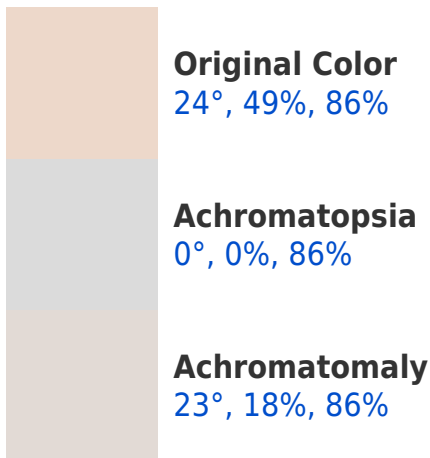 Original Color
24°, 49%, 86%
Achromatopsia
0°, 0%, 86%
Achromatomaly
23°, 18%, 86%